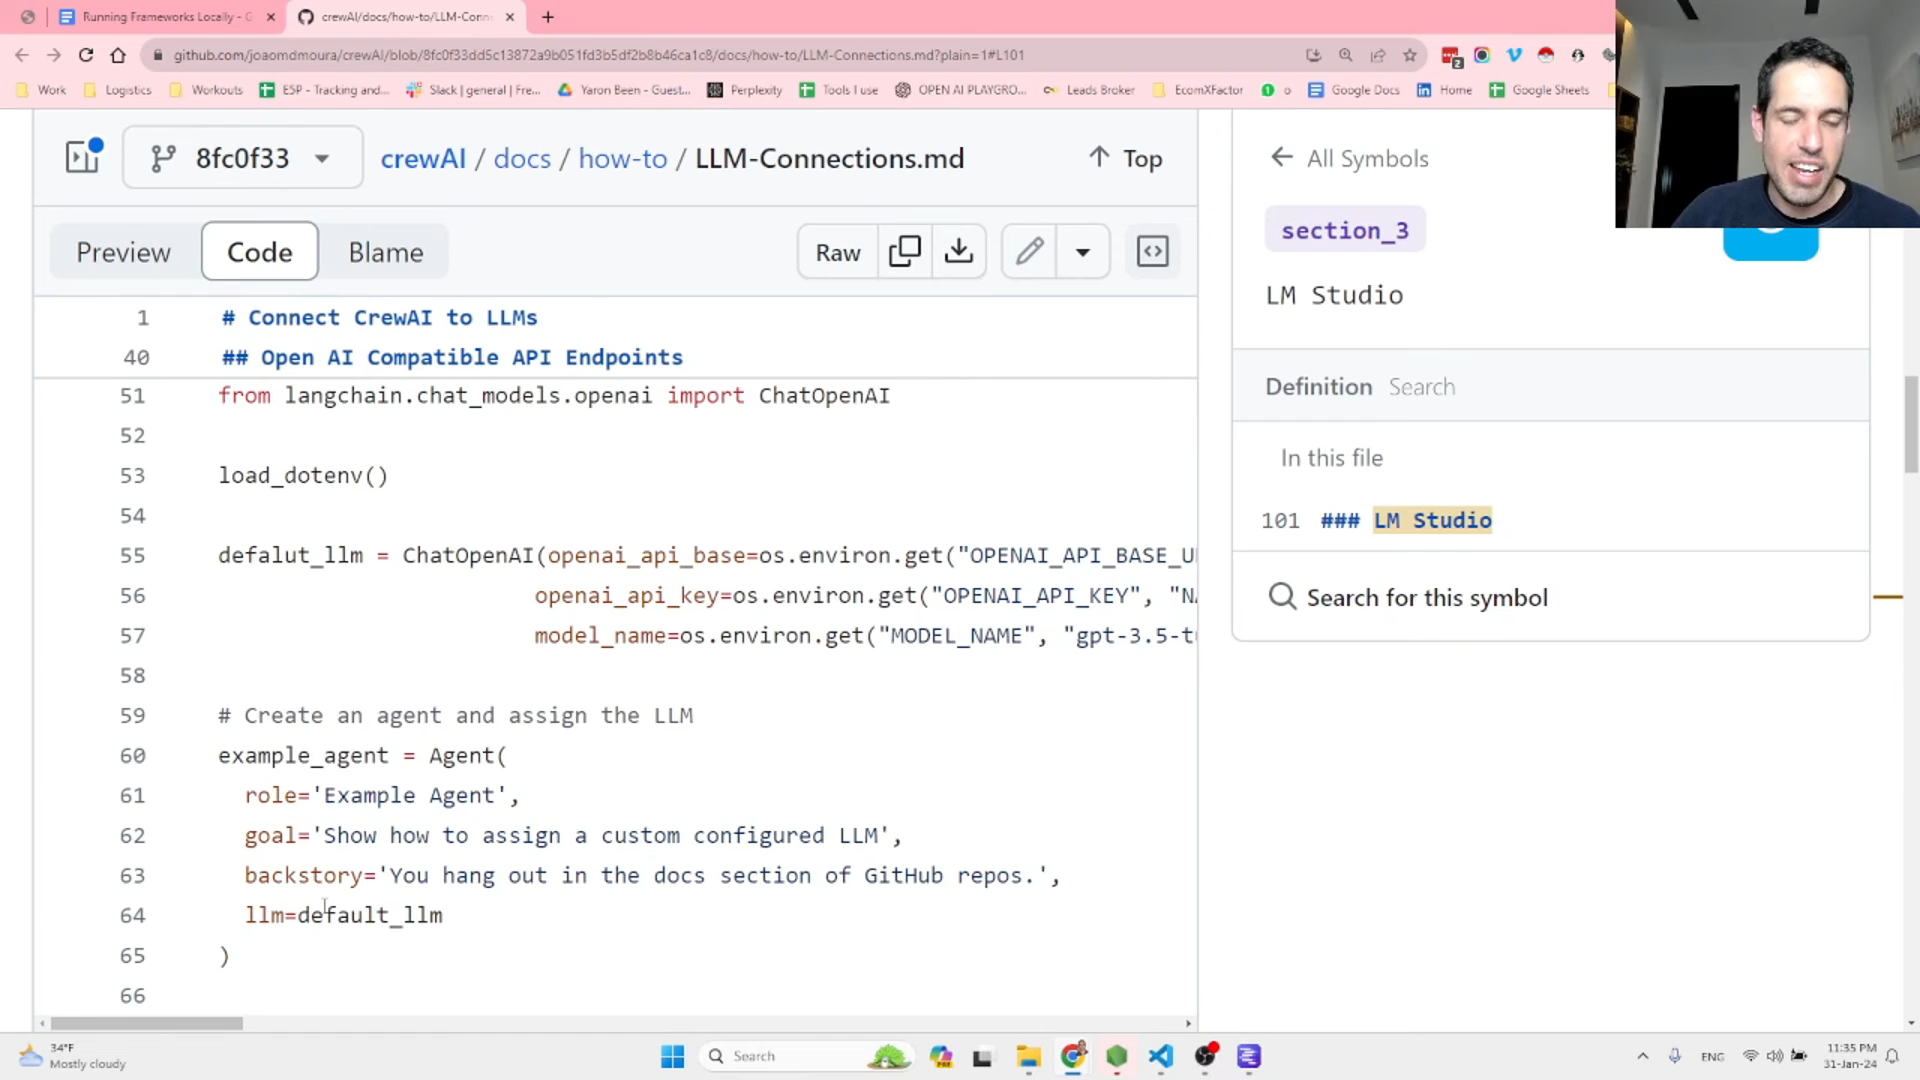 Running Frameworks Locally - G
crewAI/docs/how-to/LLM-Conn
github.com/joaomdmoura/crewAI/blob/8fc0f33dd5c13872a9b051fd3b5df2b8b46ca1c8/docs/how-to/LLM-Connections.md?plain=1#L101
2
Work
Logistics
Workouts
ESP - Tracking and...
Slack | general | Fre...
Yaron Been - Guest...
Perplexity
Tools I use
OPEN AI PLAYGRO...
Leads Broker
EcomXFactor
o
Google Docs
Home
Google Sheets
8fc0f33
crewAI / docs / how-to / LLM-Connections.md
Top
Preview
Code
Blame
Raw
1 # Connect CrewAI to LLMs
40 ## Open AI Compatible API Endpoints
51 from langchain.chat_models.openai import ChatOpenAI
52
53 load_dotenv()
54
55 defalut_llm = ChatOpenAI(openai_api_base=os.environ.get("OPENAI_API_BASE_U
56 openai_api_key=os.environ.get("OPENAI_API_KEY", "NA
57 model_name=os.environ.get("MODEL_NAME", "gpt-3.5-tu
58
59 # Create an agent and assign the LLM
60 example_agent = Agent(
61 role='Example Agent',
62 goal='Show how to assign a custom configured LLM',
63 backstory='You hang out in the docs section of GitHub repos.',
64 llm=default_llm
65 )
66
All Symbols
section_3
LM Studio
Definition Search
In this file
101 ### LM Studio
Search for this symbol
34°F
Mostly cloudy
Search
ENG
11:35 PM
31-Jan-24